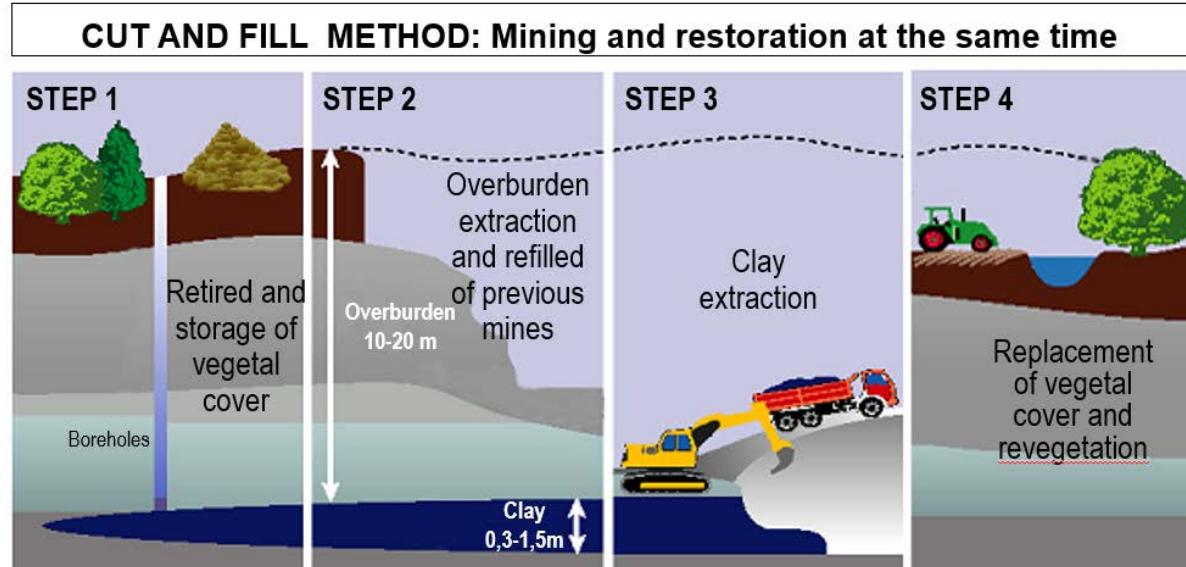 CUT AND FILL METHOD: Mining and restoration at the same time
STEP 1
Retired and
storage of
vegetal
cover
Boreholes
STEP 2
Overburden
extraction
and refilled
of previous
mines
Overburden
10-20 m
Clay
0,3-1,5m
STEP 3
Clay
extraction
STEP 4
Replacement
of vegetal
cover and
revegetation